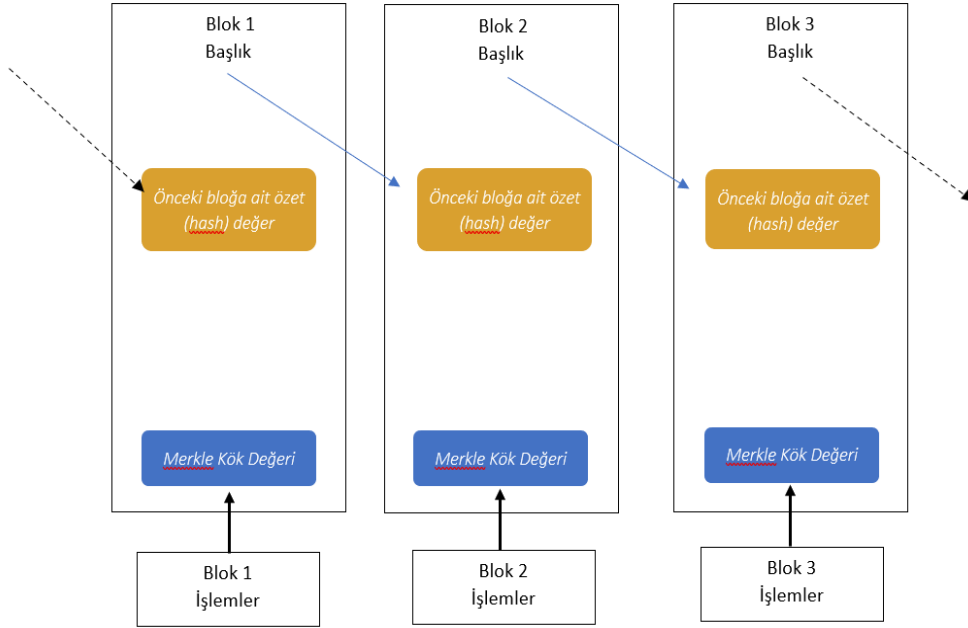 Blok 1
Başlık
Önceki bloğa ait özet
(hash) değer
Merkle Kök Değeri
Blok 1
İşlemler
Blok 2
Başlık
Önceki bloğa ait özet
(hash) değer
Merkle Kök Değeri
Blok 2
İşlemler
Blok 3
Başlık
Önceki bloğa ait özet
(hash) değer
Merkle Kök Değeri
Blok 3
İşlemler